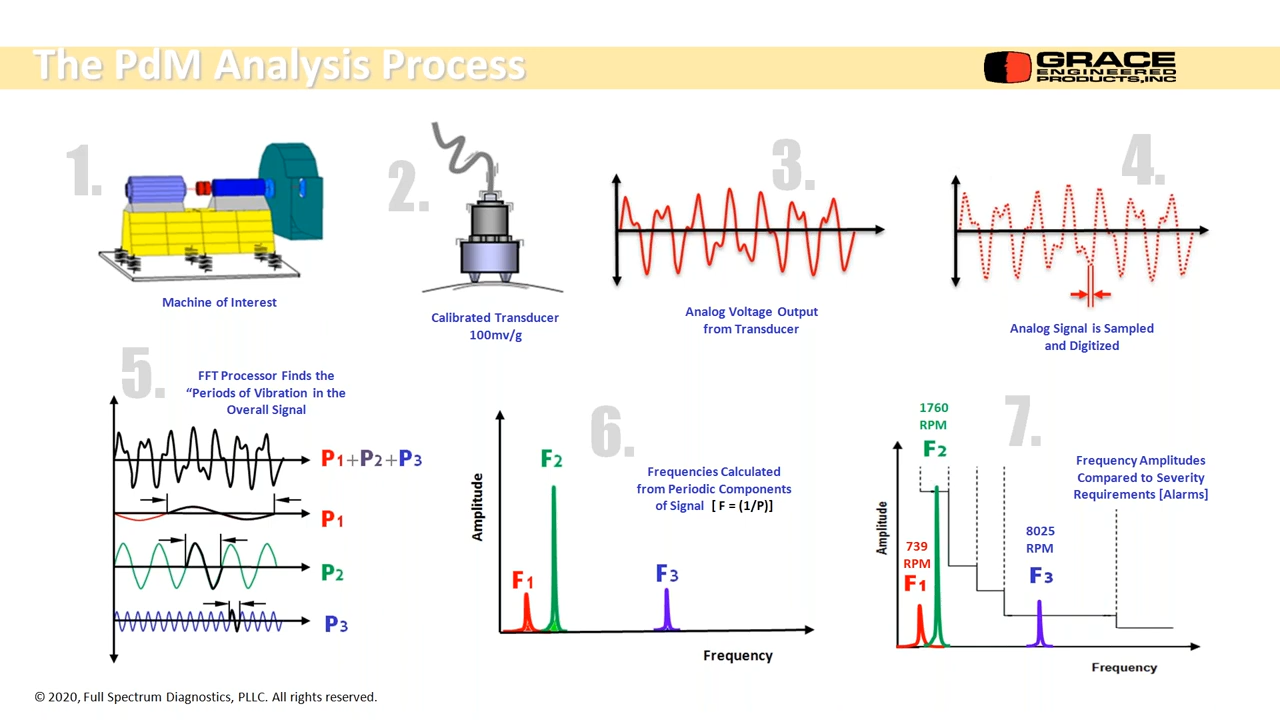 The PdM Analysis Process
GRACE
ENGINEERED
PRODUCTS,INC
1.
Machine of Interest
2.
Calibrated Transducer
100mv/g
3.
Analog Voltage Output
from Transducer
4.
Analog Signal is Sampled
and Digitized
5.
FFT Processor Finds the
“Periods of Vibration in the
Overall Signal
P1+P2+P3
P1
P2
P3
6.
Amplitude
F2
Frequencies Calculated
from Periodic Components
of Signal [ F = (1/P)]
F1
F3
Frequency
7.
1760
RPM
F2
Frequency Amplitudes
Compared to Severity
Requirements [Alarms]
Amplitude
739
RPM
F1
8025
RPM
F3
Frequency
© 2020, Full Spectrum Diagnostics, PLLC. All rights reserved.